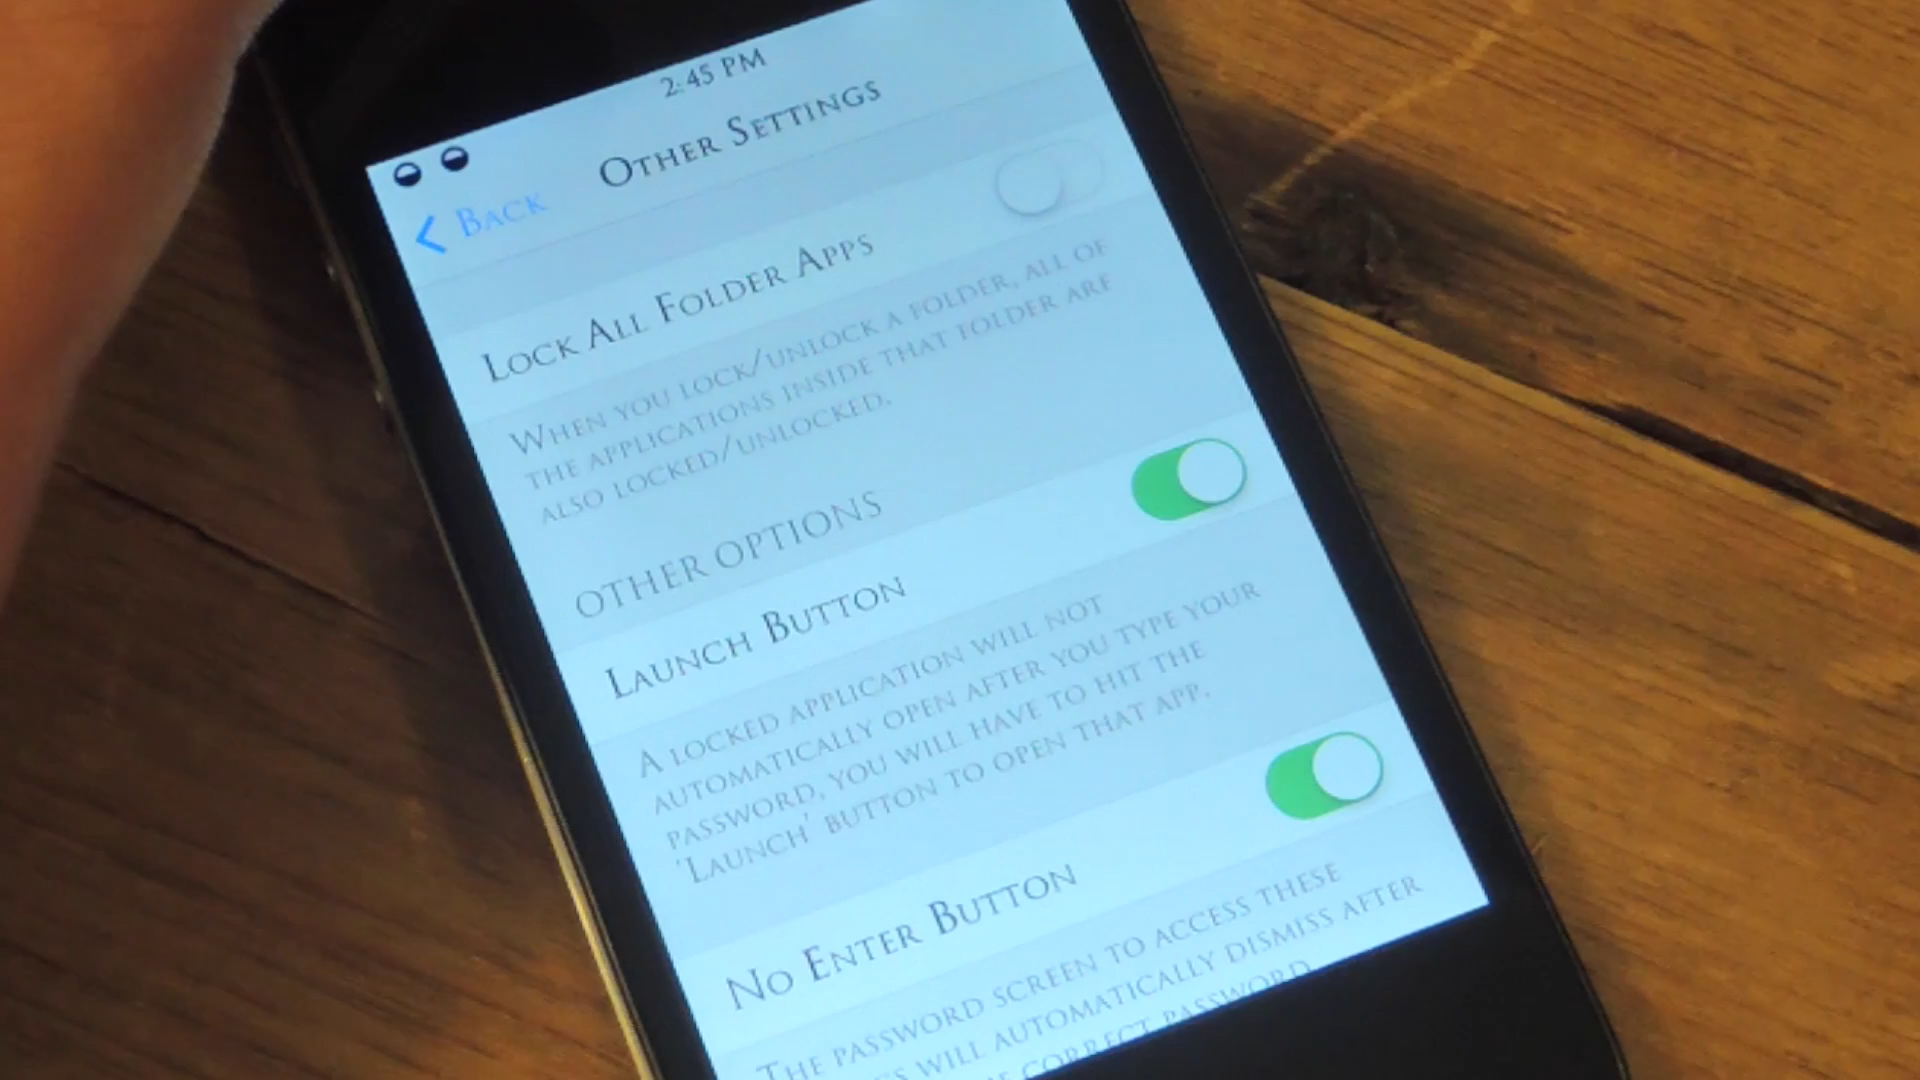 2:45 PM
Back
Other Settings
Lock All Folder Apps
When you lock/unlock a folder, all of
the applications inside that folder are
also locked/unlocked.
OTHER OPTIONS
Launch Button
A locked application will not
automatically open after you type your
password, you will have to hit the
'Launch' button to open that app.
No Enter Button
The password screen to access these
will automatically dismiss after
correct password